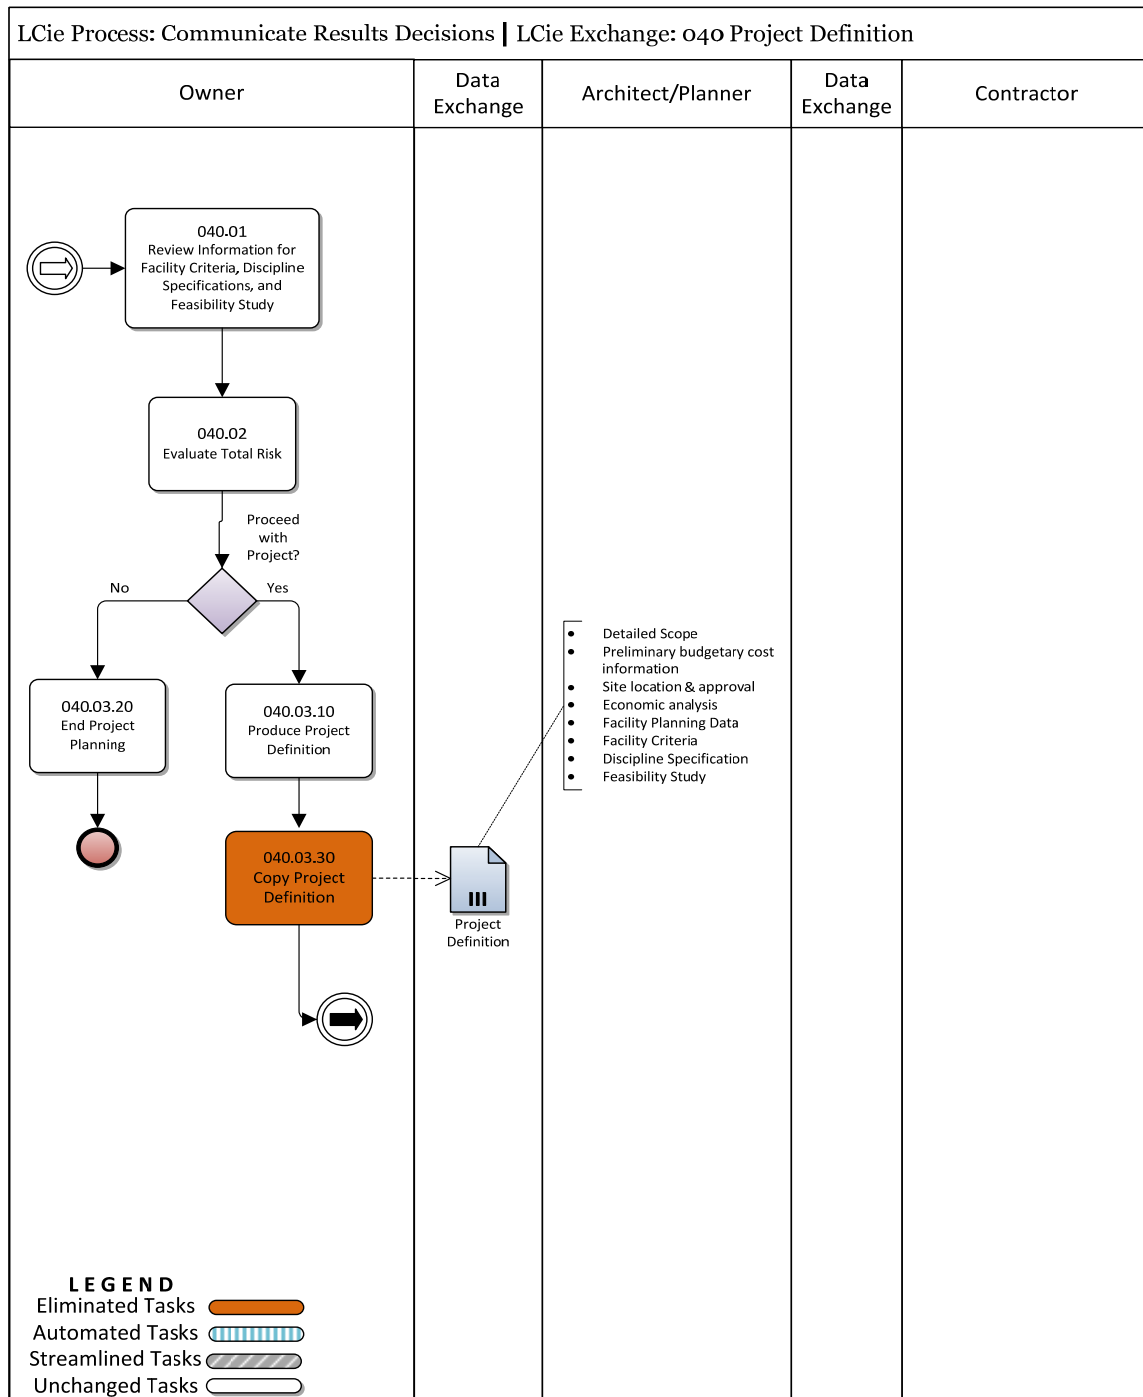 LCie Process: Communicate Results Decisions | LCie Exchange: 040 Project Definition
Owner
Data
Exchange
Architect/Planner
Data
Exchange
Contractor
040.01
Review Information for
Facility Criteria, Discipline
Specifications, and
Feasibility Study
040.02
Evaluate Total Risk
Proceed
with
Project?
No
Yes
040.03.20
End Project
Planning
040.03.10
Produce Project
Definition
040.03.30
Copy Project
Definition
Project
Definition
• Detailed Scope
• Preliminary budgetary cost
information
• Site location & approval
• Economic analysis
• Facility Planning Data
• Facility Criteria
• Discipline Specification
• Feasibility Study
LEGEND
Eliminated Tasks
Automated Tasks
Streamlined Tasks
Unchanged Tasks